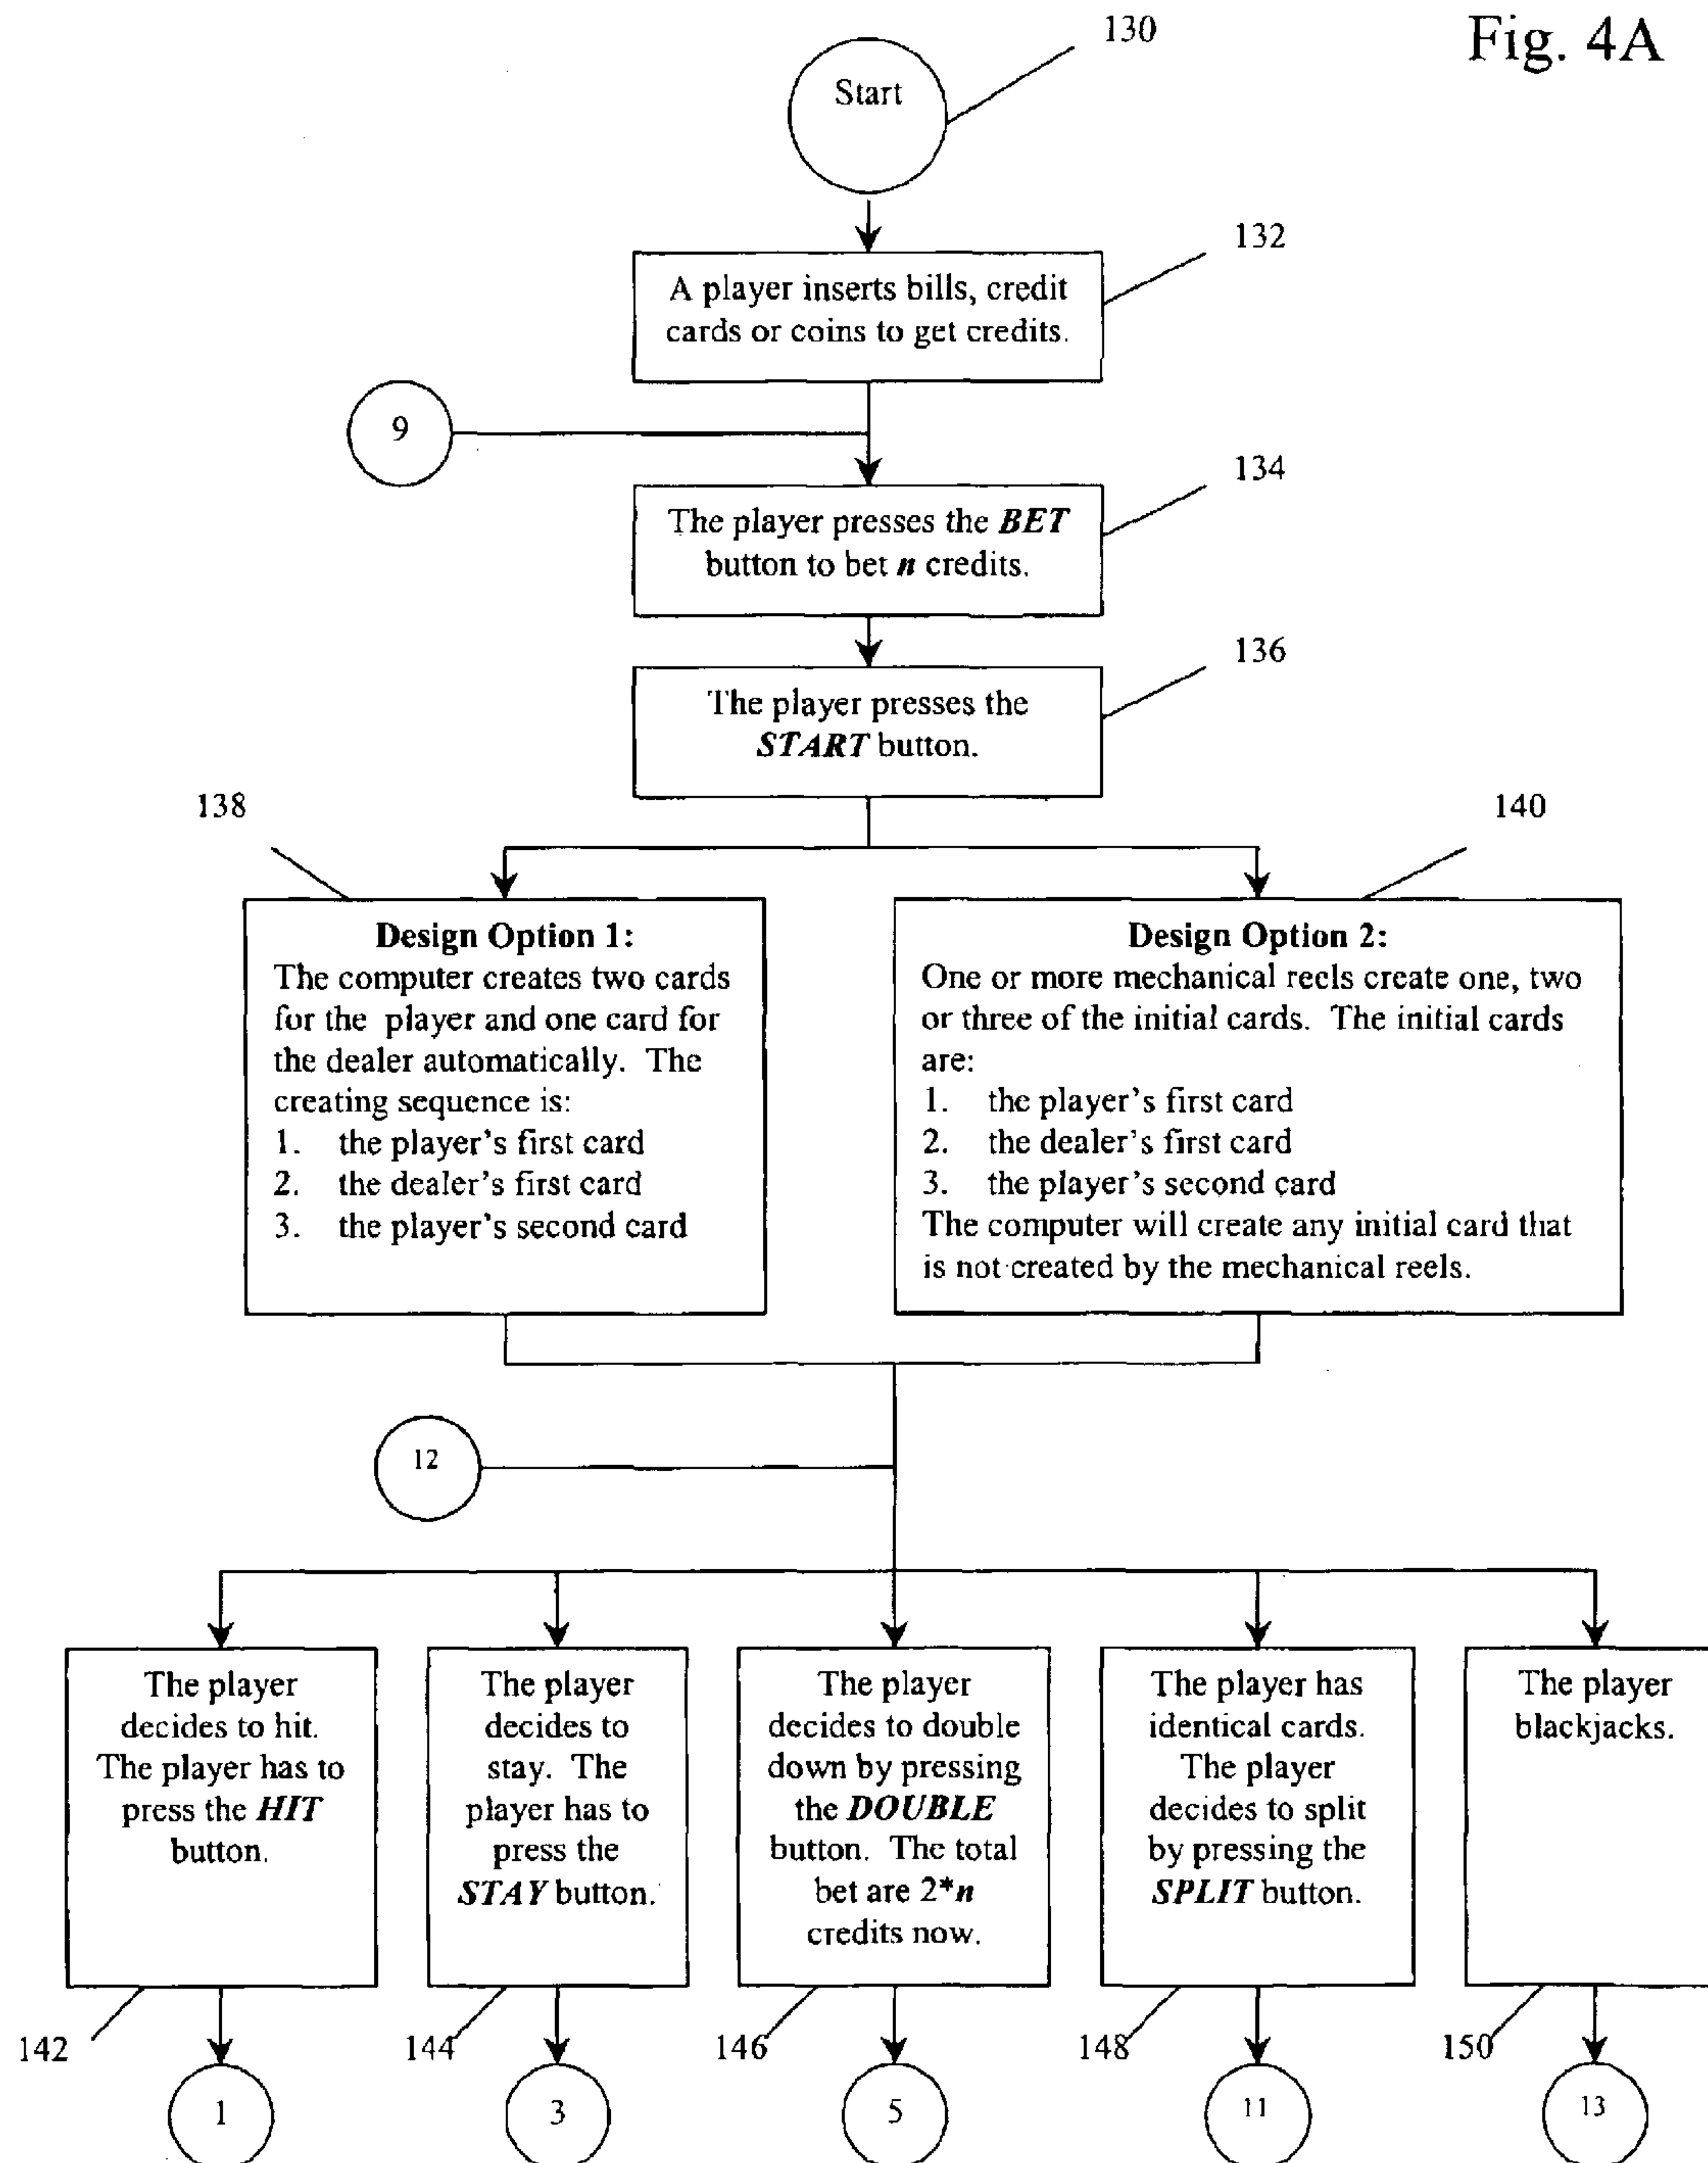 Fig. 4A
130
Start
132
A player inserts bills, credit
cards or coins to get credits.
9
134
The player presses the BET
button to bet n credits.
136
The player presses the
START button.
138
140
Design Option 1:
The computer creates two cards
for the player and one card for
the dealer automatically. The
creating sequence is:
1. the player's first card
2. the dealer's first card
3. the player's second card
Design Option 2:
One or more mechanical reels create one, two
or three of the initial cards. The initial cards
are:
1. the player's first card
2. the dealer's first card
3. the player's second card
The computer will create any initial card that
is not created by the mechanical reels.
12
The player
decides to hit.
The player has to
press the HIT
button.
The player
decides to
stay. The
player has to
press the
STAY button.
The player
decides to double
down by pressing
the DOUBLE
button. The total
bet are 2*n
credits now.
The player has
identical cards.
The player
decides to split
by pressing the
SPLIT button.
The player
blackjacks.
142
144
146
148
150
1
3
5
11
13